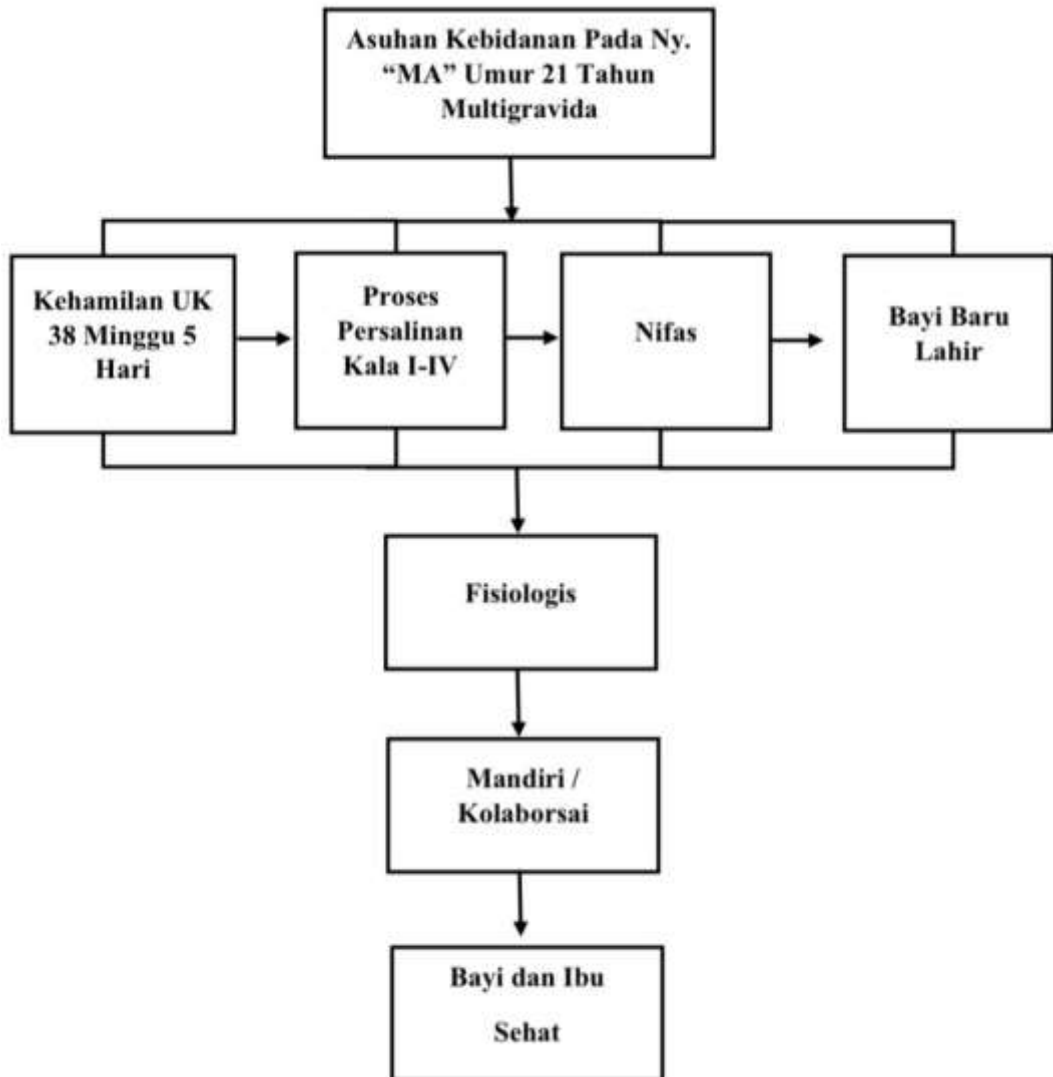 Asuhan Kebidanan Pada Ny.
“MA” Umur 21 Tahun
Multigravida
Kehamilan UK
38 Minggu 5
Hari
Proses
Persalinan
Kala I-IV
Nifas
Bayi Baru
Lahir
Fisiologis
Mandiri /
Kolaborsai
Bayi dan Ibu
Sehat